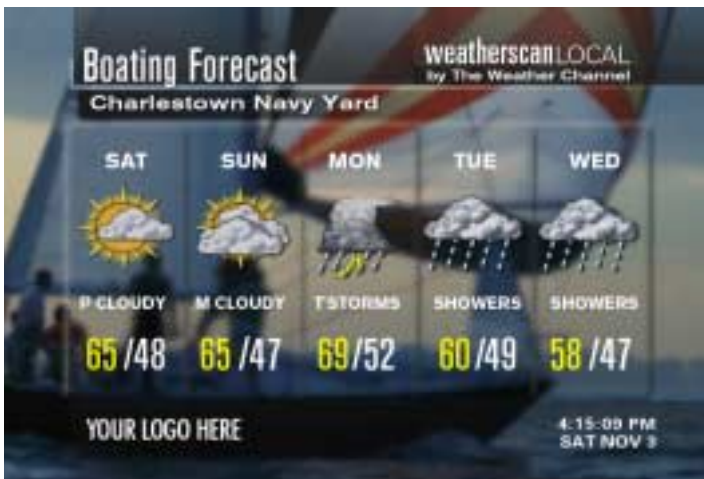 Boating Forecast
weatherscanLOCAL
by The Weather Channel
Charlestown Navy Yard
SAT SUN MON TUE WED
P CLOUDY M CLOUDY T'STORMS SHOWERS SHOWERS
65/48 65/47 69/52 60/49 58/47
YOUR LOGO HERE
4:15:09 PM
SAT NOV 3